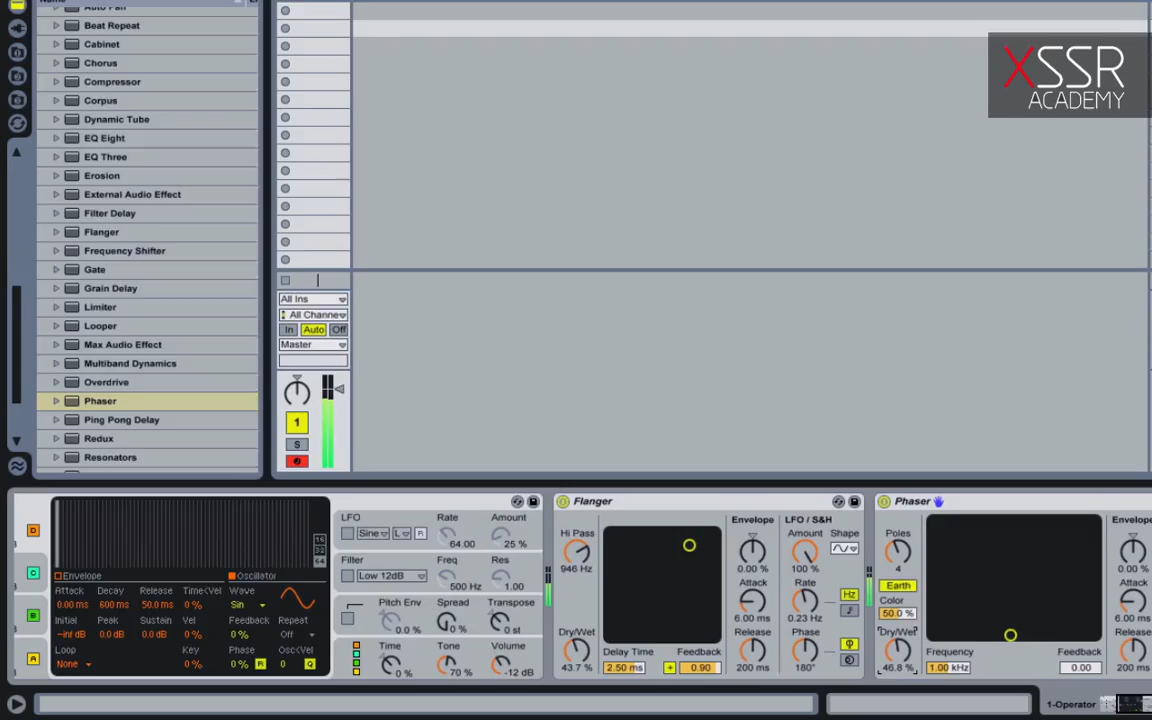 Name
Auto Pan
Beat Repeat
Cabinet
Chorus
Compressor
Corpus
Dynamic Tube
EQ Eight
EQ Three
Erosion
External Audio Effect
Filter Delay
Flanger
Frequency Shifter
Gate
Grain Delay
Limiter
Looper
Max Audio Effect
Multiband Dynamics
Overdrive
Phaser
Ping Pong Delay
Redux
Resonators
XSSR
ACADEMY
All Ins
All Channe
In Auto Off
Master
1
S
D
C
B
A
16
32
64
Envelope Oscillator
Attack Decay Release Time<Vel Wave
0.00 ms 600 ms 50.0 ms 0 % Sin
Initial Peak Sustain Vel Feedback Repeat
-inf dB 0.0 dB 0.0 dB 0 % 0 % Off
Loop Key Phase Osc<Vel
None 0 % 0 % R 0 Q
LFO Rate Amount
Sine L R 64.00 25 %
Filter Freq Res
Low 12dB 500 Hz 1.00
Pitch Env Spread Transpose
0.0 % 0 % 0 st
Time Tone Volume
0 % 70 % -12 dB
Flanger
Hi Pass
946 Hz
Dry/Wet
43.7 %
Delay Time Feedback
2.50 ms + 0.90
Envelope
0.00 %
Attack
6.00 ms
Release
200 ms
LFO / S&H
Amount Shape
100 %
Rate Hz
0.23 Hz
Phase
180°
Phaser
Poles
4
Earth
Color
50.0 %
Dry/Wet
46.8 %
Frequency Feedback
1.00 kHz 0.00
Envelope
0.00 %
Attack
6.00 ms
Release
200 ms
1-Operator